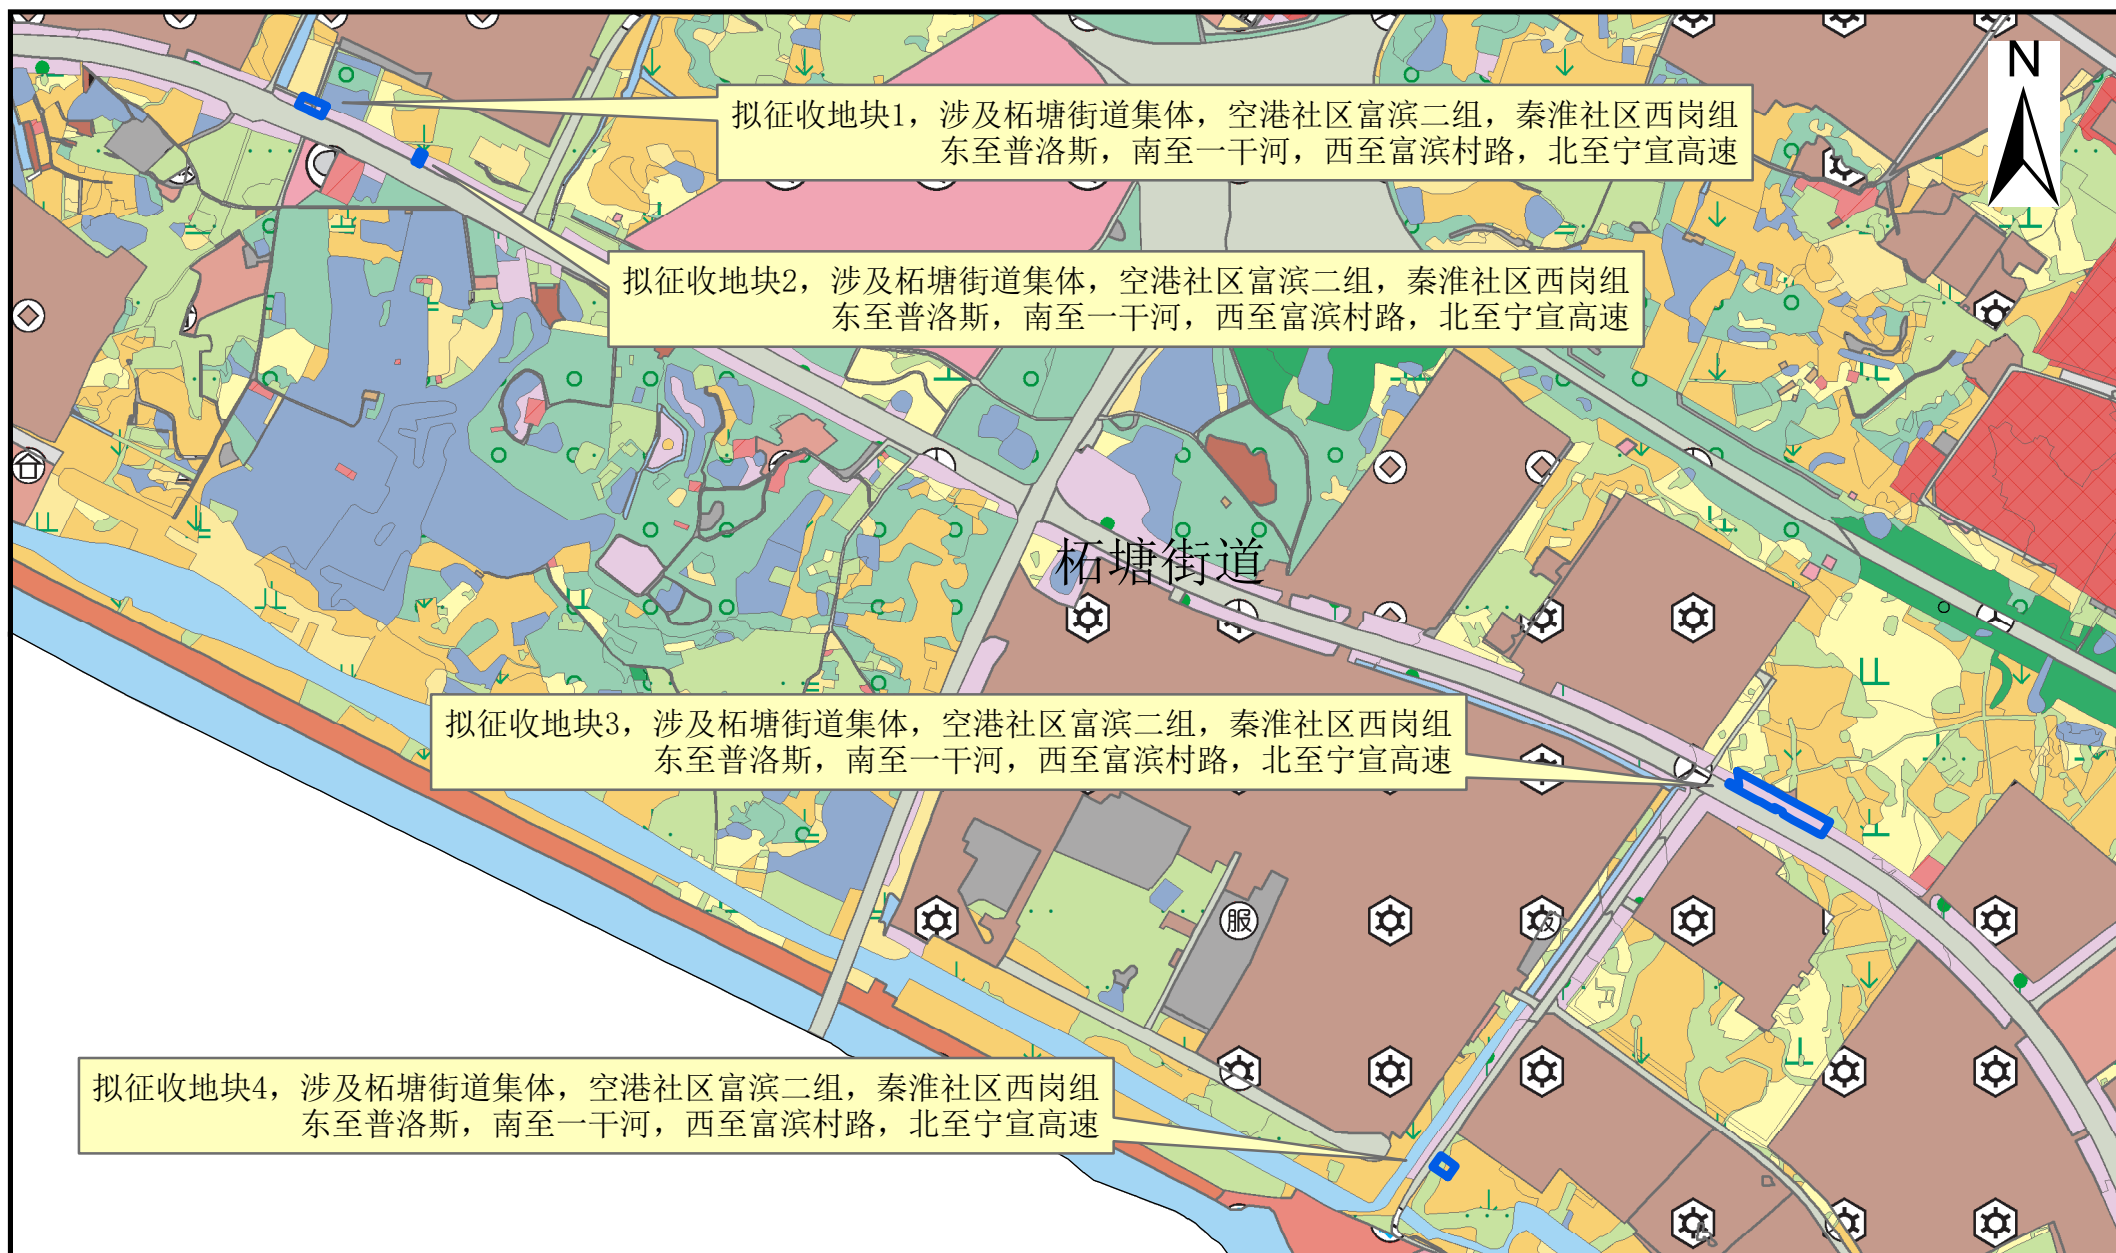 N
拟征收地块1，涉及柘塘街道集体，空港社区富滨二组，秦淮社区西岗组
东至普洛斯，南至一干河，西至富滨村路，北至宁宣高速
拟征收地块2，涉及柘塘街道集体，空港社区富滨二组，秦淮社区西岗组
东至普洛斯，南至一干河，西至富滨村路，北至宁宣高速
柘塘街道
拟征收地块3，涉及柘塘街道集体，空港社区富滨二组，秦淮社区西岗组
东至普洛斯，南至一干河，西至富滨村路，北至宁宣高速
服
拟征收地块4，涉及柘塘街道集体，空港社区富滨二组，秦淮社区西岗组
东至普洛斯，南至一干河，西至富滨村路，北至宁宣高速